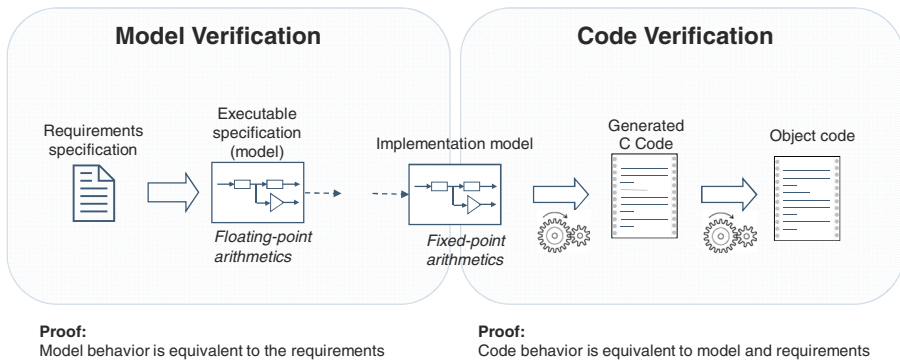 Model Verification
Code Verification
Requirements
specification
Executable
specification
(model)
Implementation model
Generated
C Code
Object code
Floating-point
arithmetics
Fixed-point
arithmetics
Proof:
Model behavior is equivalent to the requirements
Proof:
Code behavior is equivalent to model and requirements